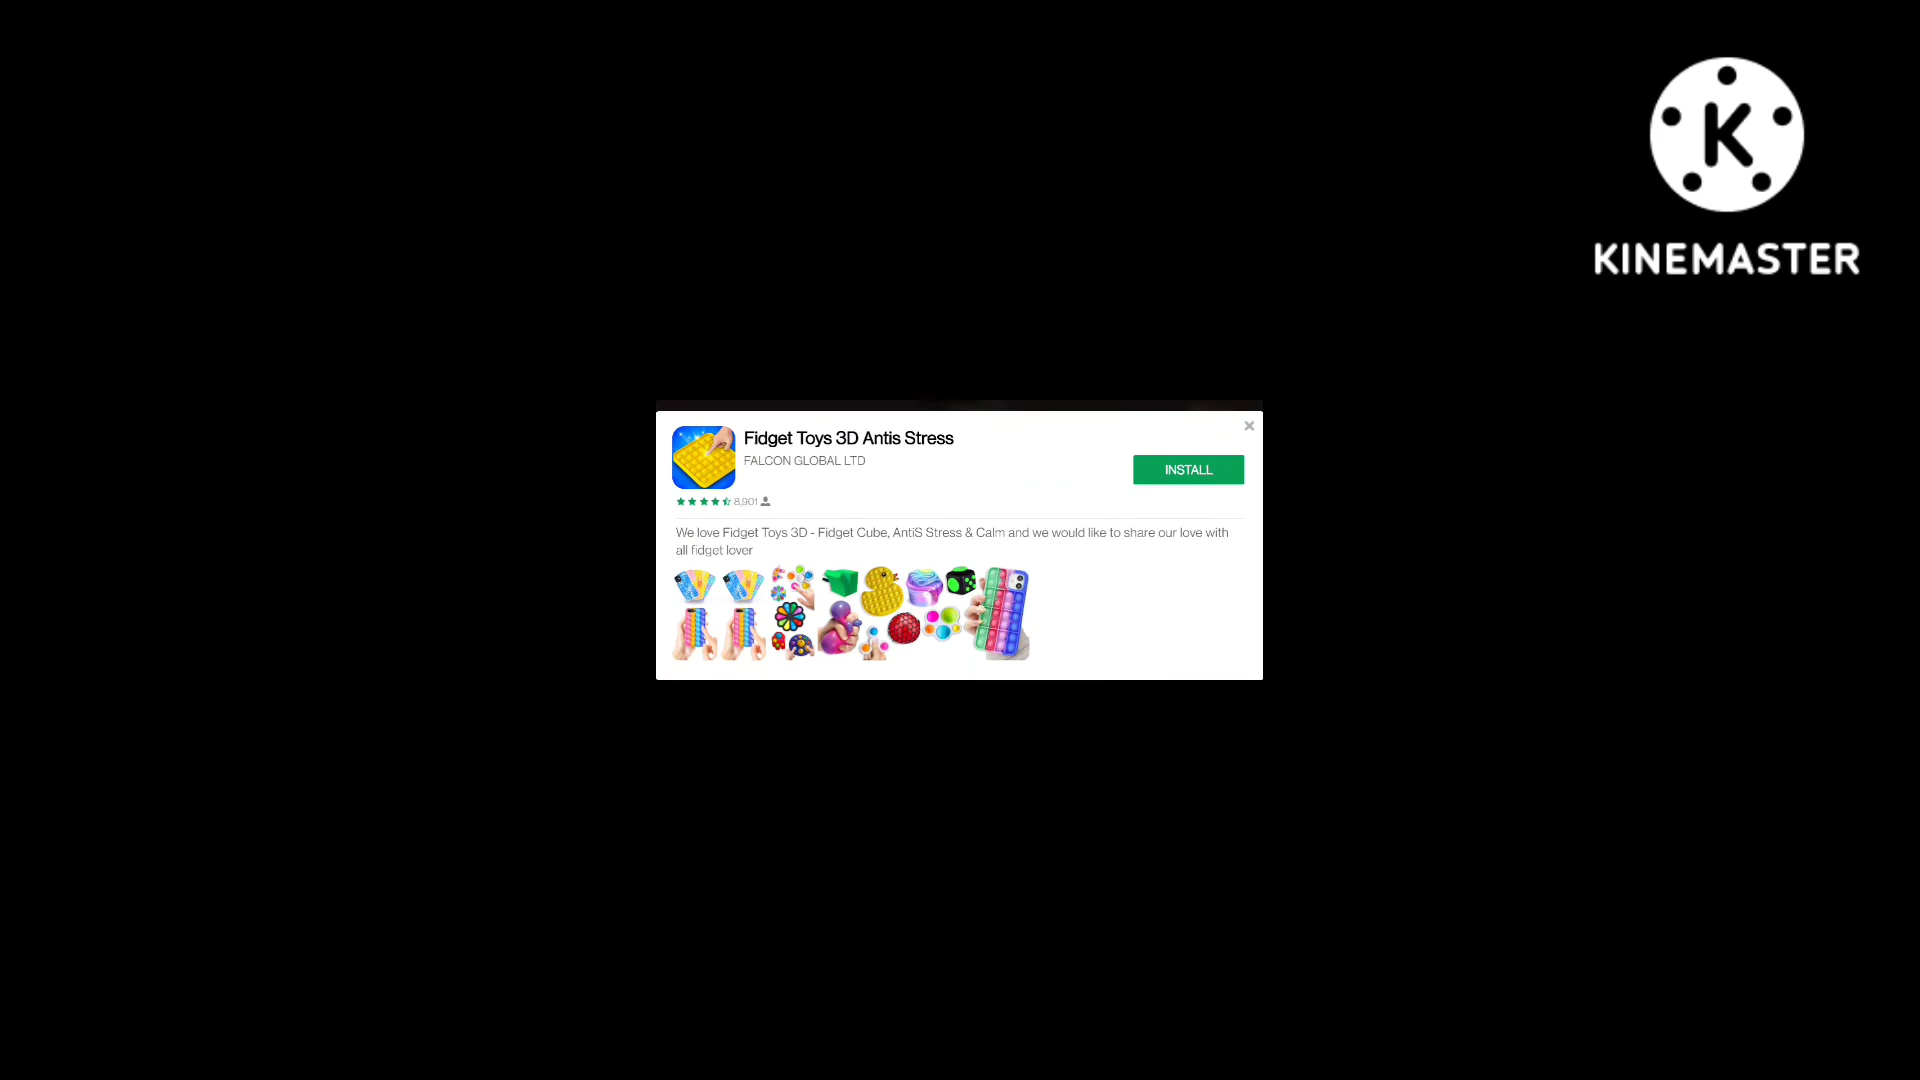 K
KINEMASTER
Fidget Toys 3D Antis Stress
FALCON GLOBAL LTD
INSTALL
8,901
We love Fidget Toys 3D - Fidget Cube, AntiS Stress & Calm and we would like to share our love with
all fidget lover